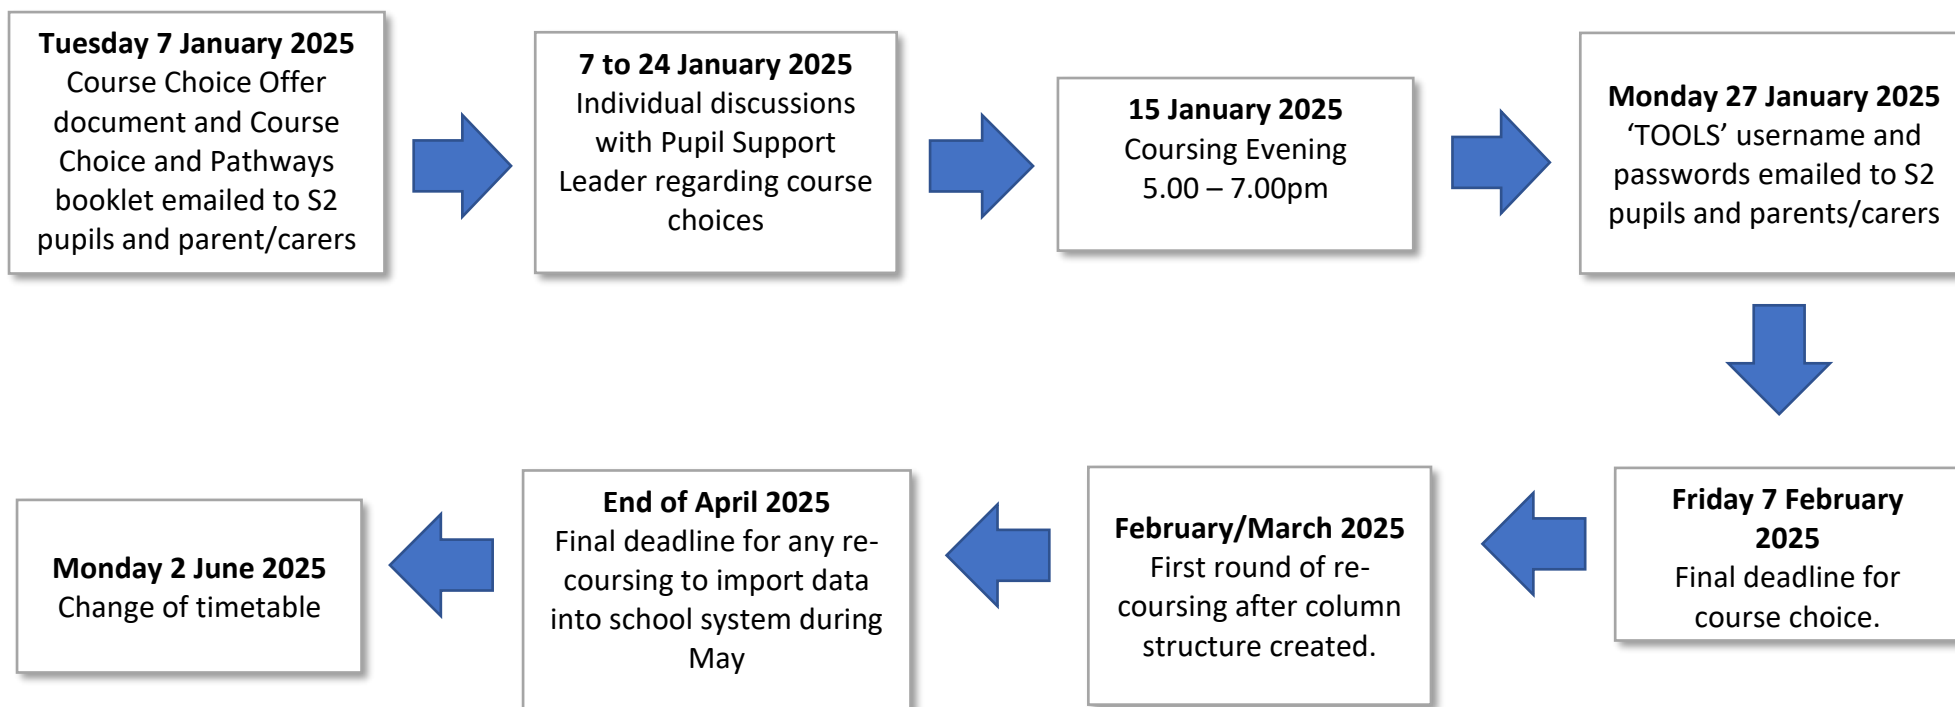 Tuesday 7 January 2025
Course Choice Offer
document and Course
Choice and Pathways
booklet emailed to S2
pupils and parent/carers
7 to 24 January 2025
Individual discussions
with Pupil Support
Leader regarding course
choices
15 January 2025
Coursing Evening
5.00 – 7.00pm
Monday 27 January 2025
‘TOOLS’ username and
passwords emailed to S2
pupils and parents/carers
Friday 7 February
2025
Final deadline for
course choice.
February/March 2025
First round of re-
coursing after column
structure created.
End of April 2025
Final deadline for any re-
coursing to import data
into school system during
May
Monday 2 June 2025
Change of timetable